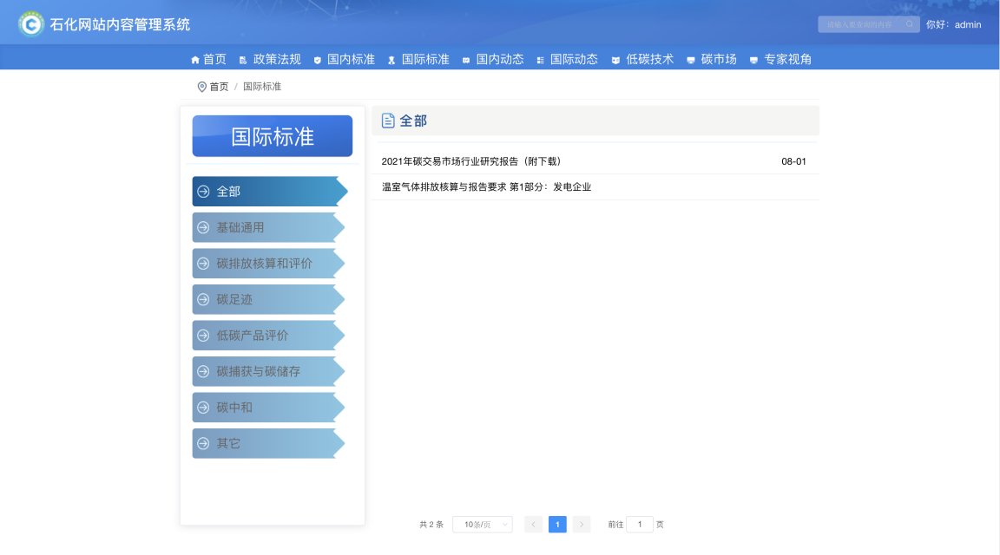 石化网站内容管理系统
请输入要查询的内容
你好：admin
首页 政策法规 国内标准 国际标准 国内动态 国际动态 低碳技术 碳市场 专家视角
首页 / 国际标准
国际标准
全部
基础通用
碳排放核算和评价
碳足迹
低碳产品评价
碳捕获与碳储存
碳中和
其它
全部
2021年碳交易市场行业研究报告（附下载） 08-01
温室气体排放核算与报告要求 第1部分：发电企业
共 2 条 10条/页 1 前往 1 页